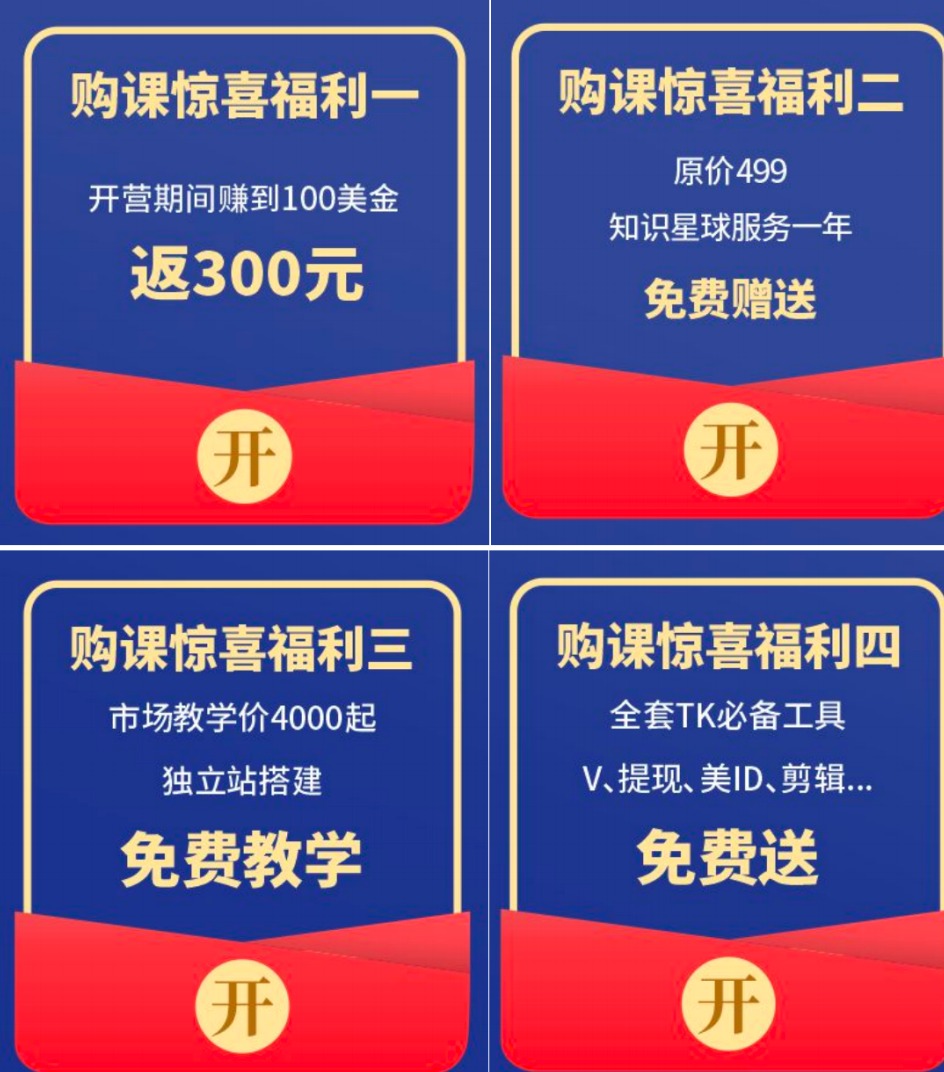 购课惊喜福利一
开营期间赚到100美金
返300元
开
购课惊喜福利二
原价499
知识星球服务一年
免费赠送
开
购课惊喜福利三
市场教学价4000起
独立站搭建
免费教学
开
购课惊喜福利四
全套TK必备工具
V、提现、美ID、剪辑...
免费送
开